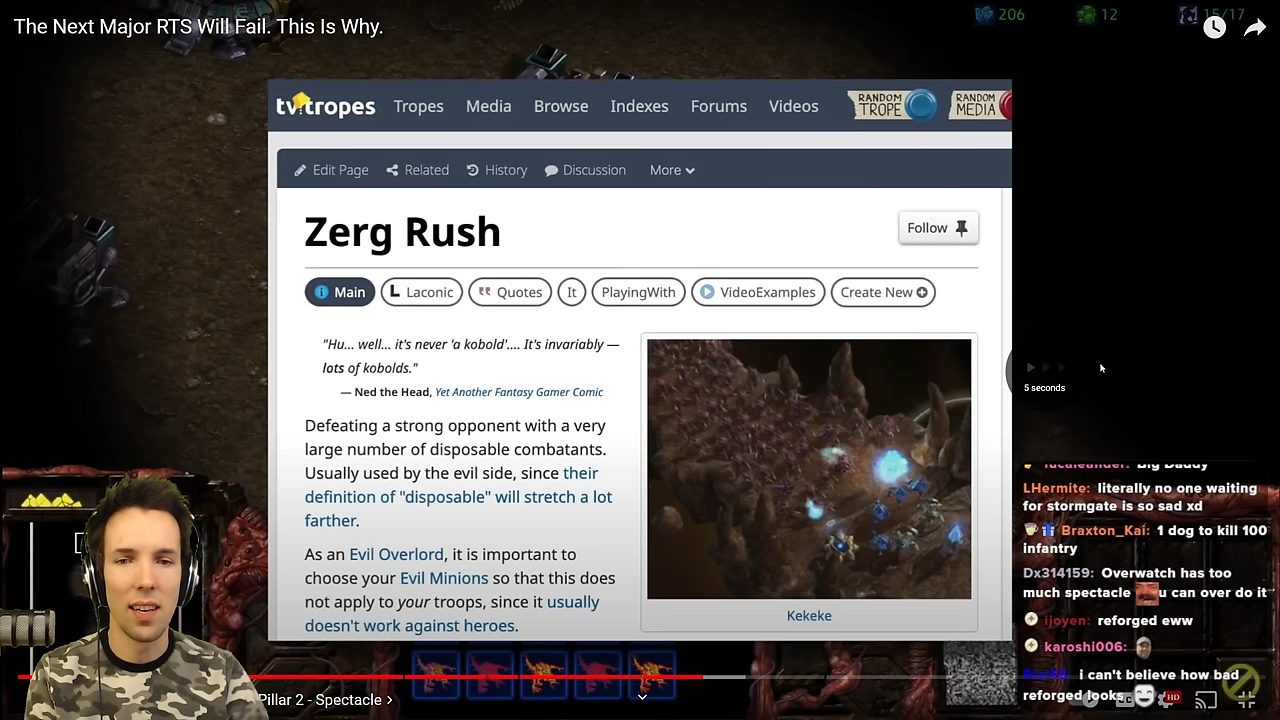 The Next Major RTS Will Fail. This Is Why.
206
12
15/17
tvtropes
Tropes
Media
Browse
Indexes
Forums
Videos
RANDOM TROPE
RANDOM MEDIA
Edit Page
Related
History
Discussion
More
Zerg Rush
Follow
Main
Laconic
Quotes
It
PlayingWith
VideoExamples
Create New
"Hu... well... it's never 'a kobold'.... It's invariably —
lots of kobolds."
— Ned the Head, Yet Another Fantasy Gamer Comic
Defeating a strong opponent with a very
large number of disposable combatants.
Usually used by the evil side, since their
definition of "disposable" will stretch a lot
farther.
As an Evil Overlord, it is important to
choose your Evil Minions so that this does
not apply to your troops, since it usually
doesn't work against heroes.
Kekeke
5 seconds
Big Daddy
LHermite: literally no one waiting
for stormgate is so sad xd
Braxton_Kai: 1 dog to kill 100
infantry
Dx314159: Overwatch has too
much spectacle u can over do it
ijoyen: reforged eww
karoshi006:
i can't believe how bad
reforged looks
HD
Pillar 2 - Spectacle